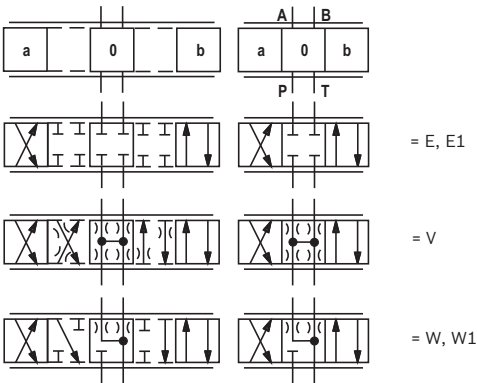 A B
a 0 b a 0 b
P T
= E, E1
= V
= W, W1